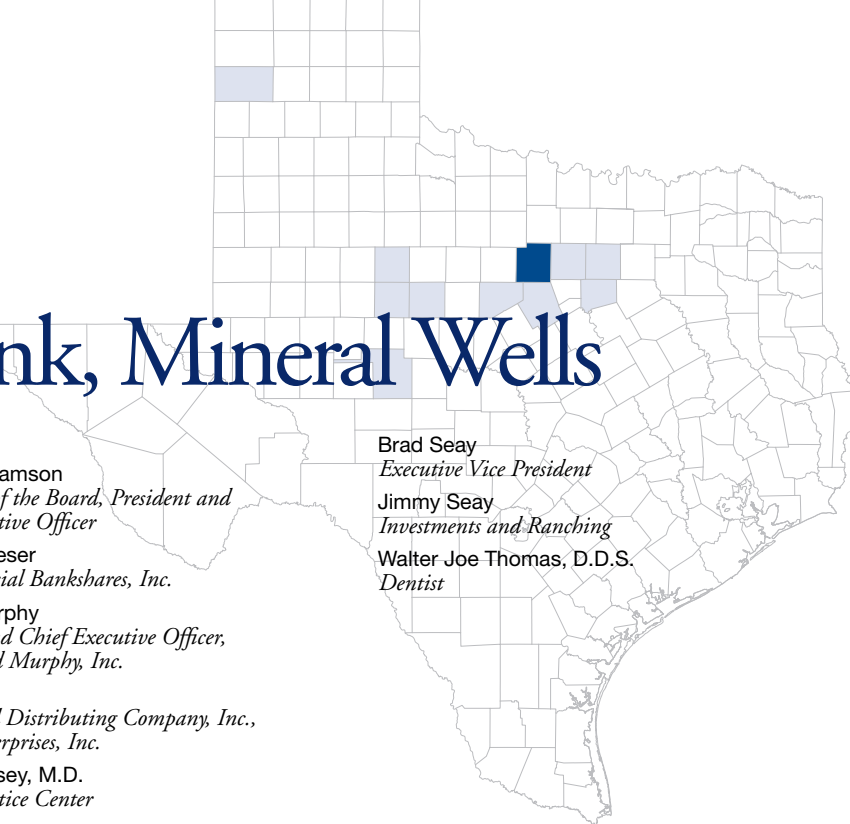 nk, Mineral Wells
amson
f the Board, President and
tive Officer
eser
cial Bankshares, Inc.
rphy
d Chief Executive Officer,
l Murphy, Inc.
l Distributing Company, Inc.,
erprises, Inc.
sey, M.D.
tice Center
Brad Seay
Executive Vice President
Jimmy Seay
Investments and Ranching
Walter Joe Thomas, D.D.S.
Dentist